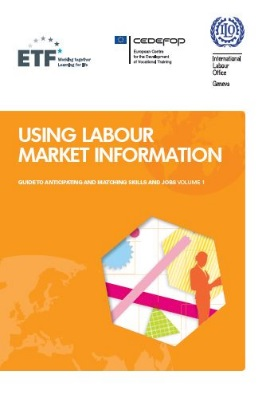 ETF
Working together
Learning for life
CEDEFOP
European Centre
for the Development
of Vocational Training
International
Labour
Office
Geneva
USING LABOUR
MARKET INFORMATION
GUIDE TO ANTICIPATING AND MATCHING SKILLS AND JOBS VOLUME 1